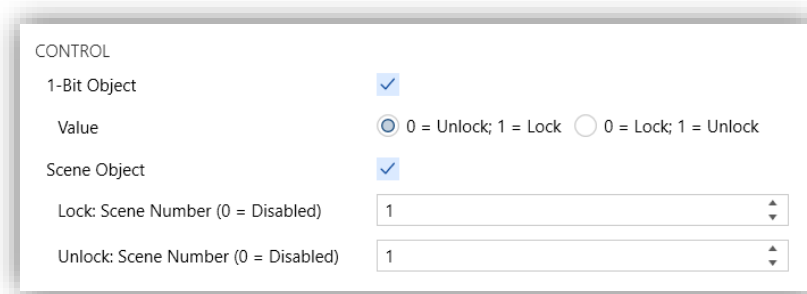 CONTROL
1-Bit Object
Value 0 = Unlock; 1 = Lock 0 = Lock; 1 = Unlock
Scene Object
Lock: Scene Number (0 = Disabled) 1
Unlock: Scene Number (0 = Disabled) 1